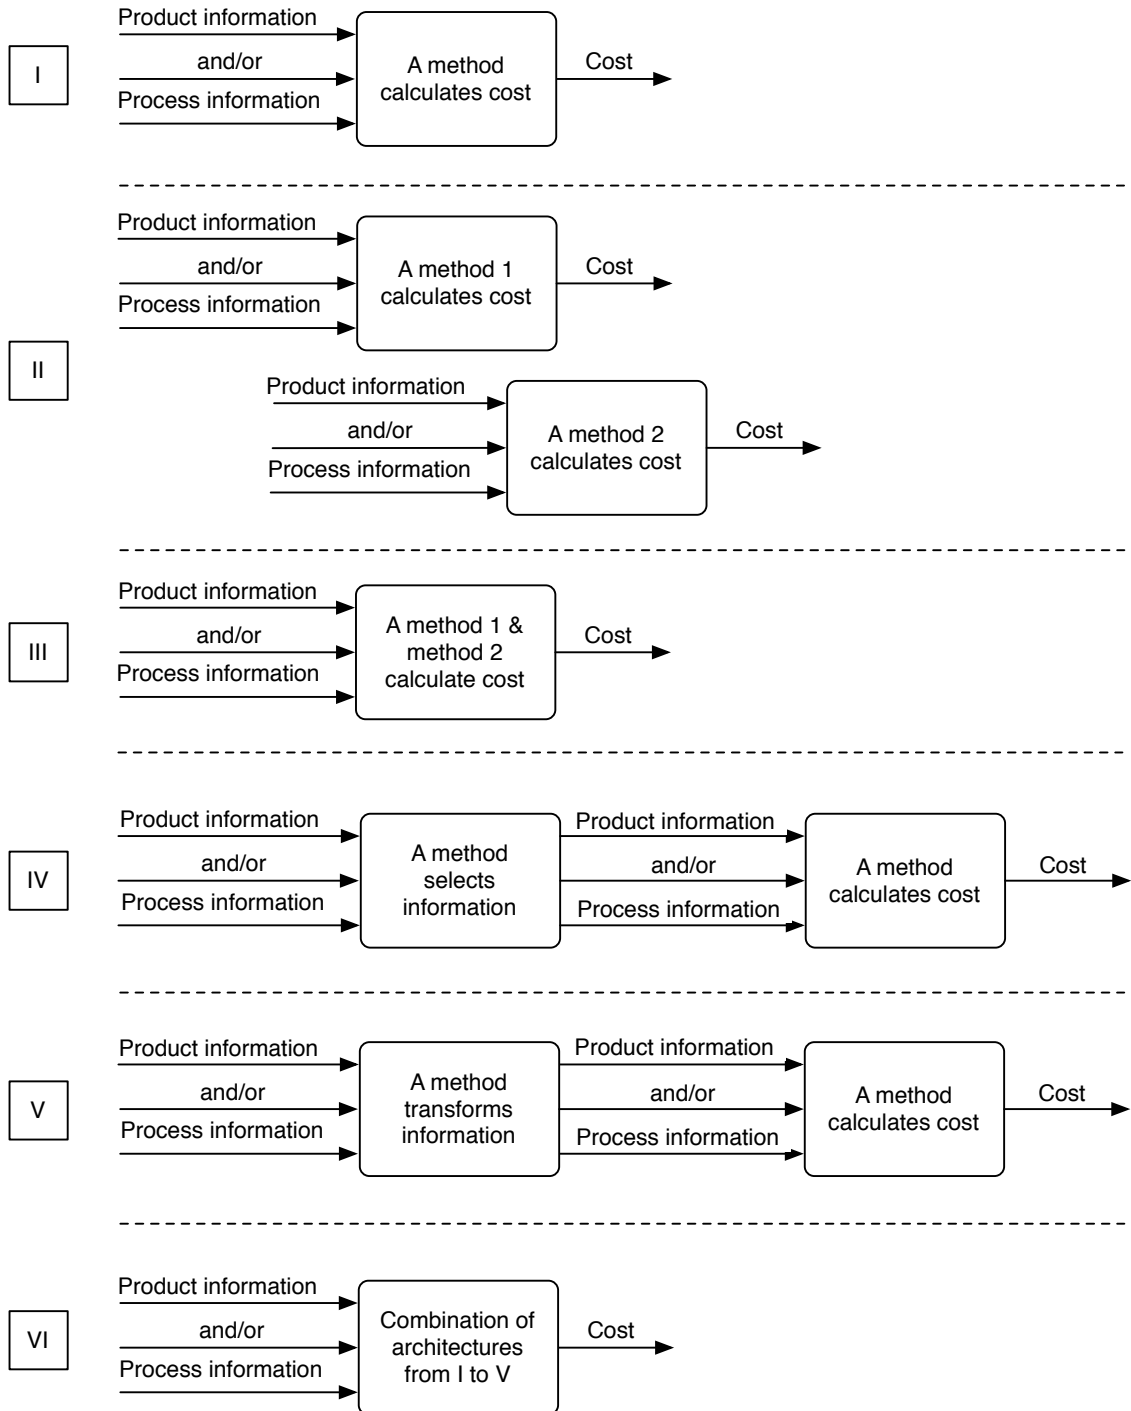 I
Product information
and/or
Process information
A method
calculates cost
Cost
II
Product information
and/or
Process information
A method 1
calculates cost
Cost
Product information
and/or
Process information
A method 2
calculates cost
Cost
III
Product information
and/or
Process information
A method 1 &
method 2
calculate cost
Cost
IV
Product information
and/or
Process information
A method
selects
information
Product information
and/or
Process information
A method
calculates cost
Cost
V
Product information
and/or
Process information
A method
transforms
information
Product information
and/or
Process information
A method
calculates cost
Cost
VI
Product information
and/or
Process information
Combination of
architectures
from I to V
Cost